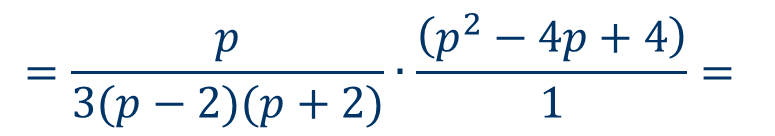 = p / 3(p − 2)(p + 2) · (p² − 4p + 4) / 1 =